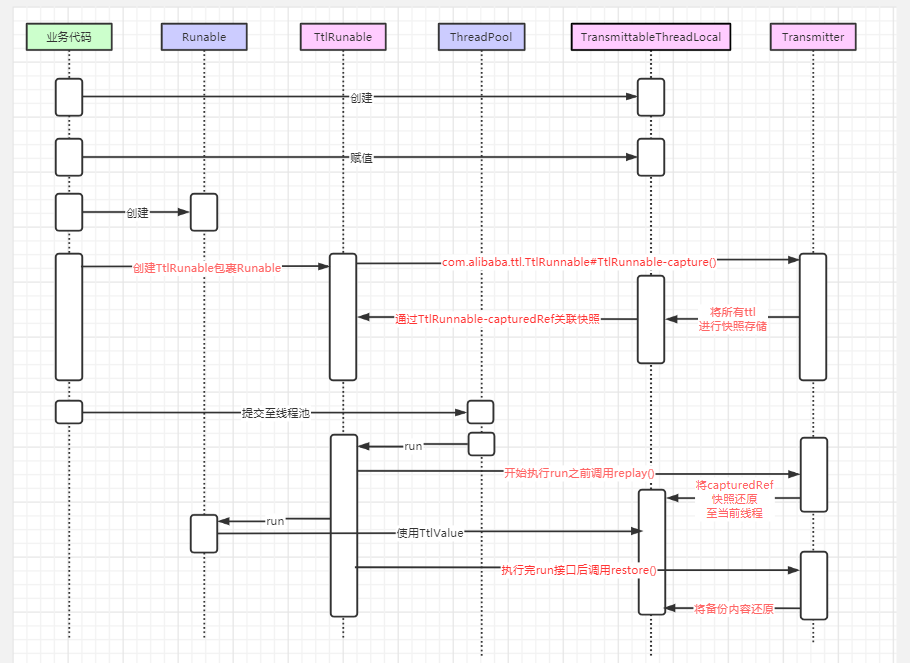 业务代码
Runable
TtlRunable
ThreadPool
TransmittableThreadLocal
Transmitter
创建
赋值
创建
创建TtlRunable包裹Runable
com.alibaba.ttl.TtlRunnable#TtlRunnable-capture()
将所有ttl
进行快照存储
通过TtlRunnable-capturedRef关联快照
提交至线程池
run
开始执行run之前调用replay()
将capturedRef
快照还原
至当前线程
run
使用TtlValue
执行完run接口后调用restore()
将备份内容还原